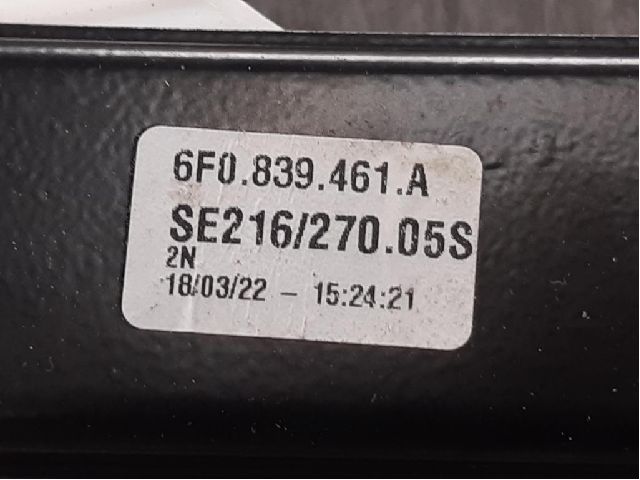 6F0.839.461.A
SE216/270.05S
2N
18/03/22 - 15:24:21